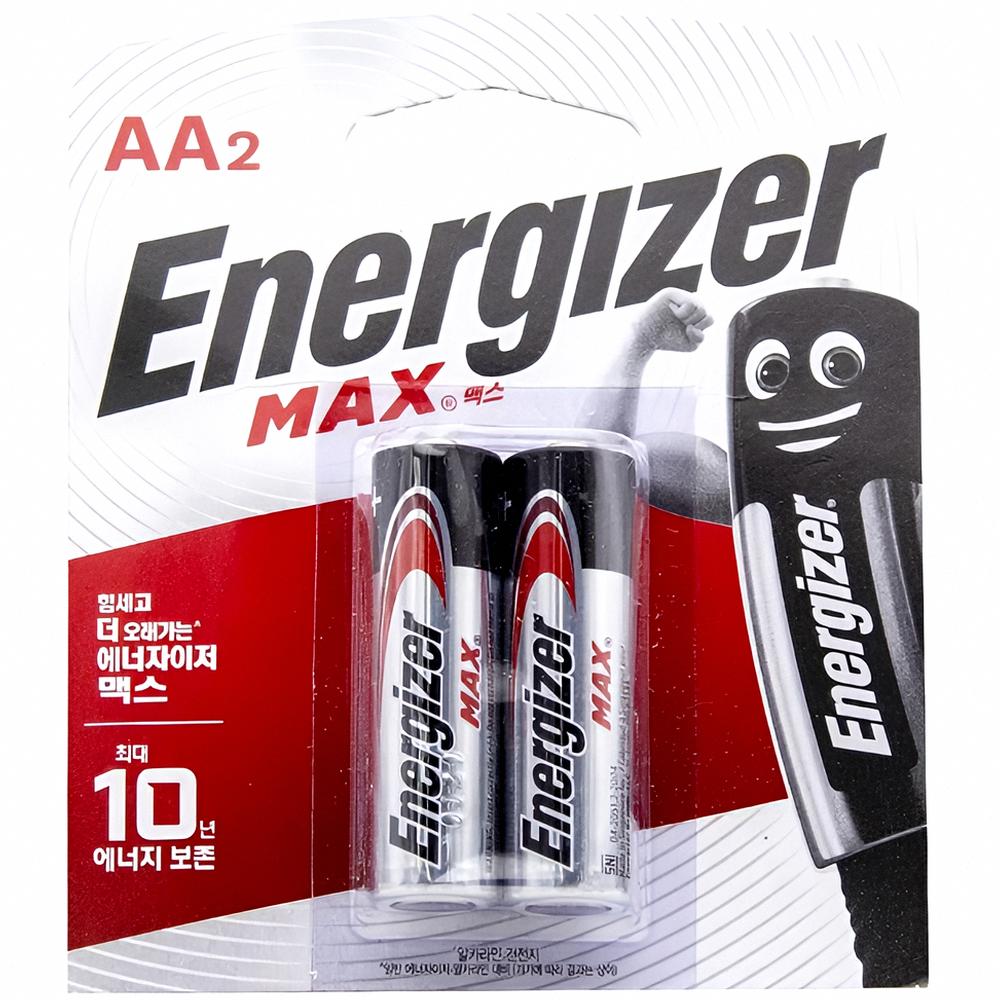 AA2
Energizer
MAX® 맥스
힘세고
더 오래가는^
에너자이저
맥스
최대
10년
에너지 보존
Energizer
MAX®
Energizer
MAX®
SNI
Energizer®
알카라인 건전지